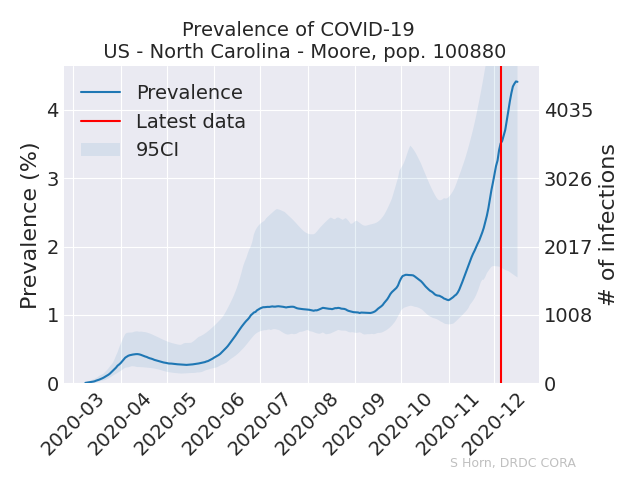 Prevalence of COVID-19
US - North Carolina - Moore, pop. 100880
Prevalence
Latest data
95CI
Prevalence (%)
4
3
2
1
0
4035
3026
2017
1008
0
# of infections
2020-03
2020-04
2020-05
2020-06
2020-07
2020-08
2020-09
2020-10
2020-11
2020-12
S Horn, DRDC CORA